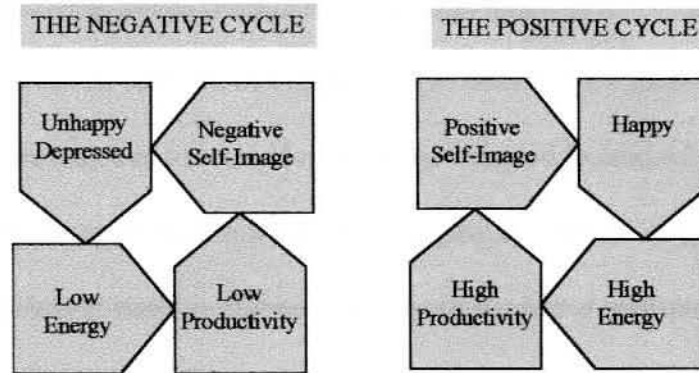 THE NEGATIVE CYCLE
Unhappy
Depressed
Negative
Self-Image
Low
Energy
Low
Productivity
THE POSITIVE CYCLE
Positive
Self-Image
Happy
High
Productivity
High
Energy